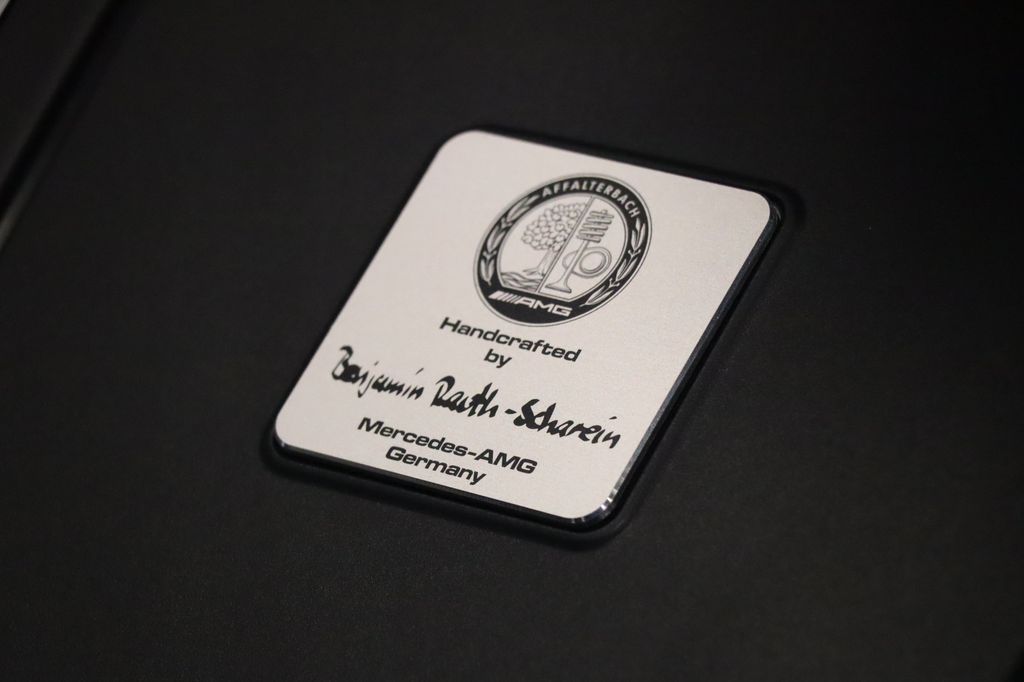 AFFALTERBACH
AMG
Handcrafted
by
Benjamin Rauth-Scharein
Mercedes-AMG
Germany